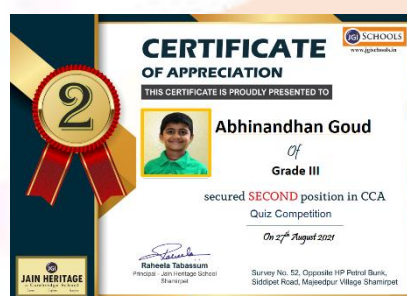 JGI SCHOOLS
www.jgischools.in
CERTIFICATE
OF APPRECIATION
THIS CERTIFICATE IS PROUDLY PRESENTED TO
2
Abhinandhan Goud
Of
Grade III
secured SECOND position in CCA
Quiz Competition
On 27th August 2021
Raheela Tabassum
Principal - Jain Heritage School
Shamirpet
Survey No. 52, Opposite HP Petrol Bunk,
Siddipet Road, Majeedpur Village Shamirpet
JGI
JAIN HERITAGE
a Cambridge School